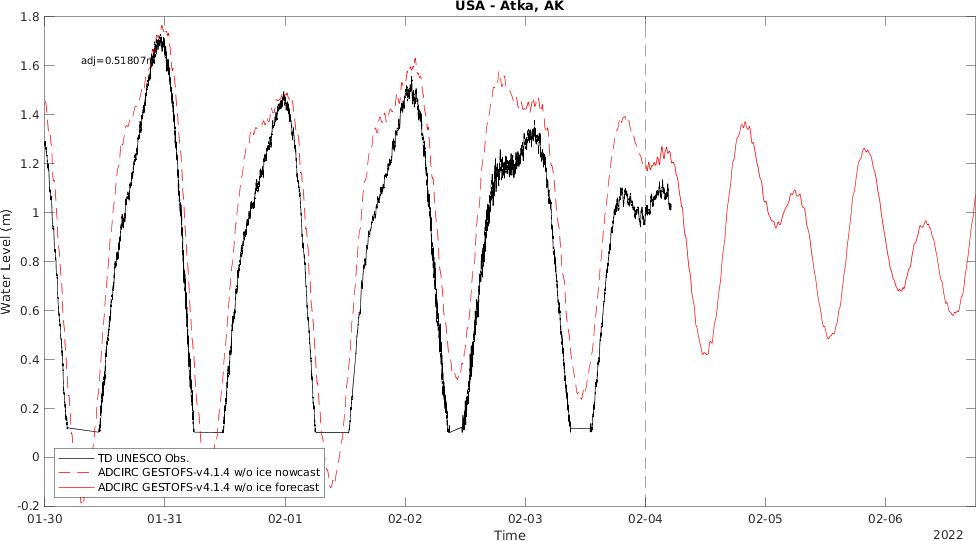 USA - Atka, AK
1.8
1.6
1.4
1.2
1
0.8
0.6
0.4
0.2
0
-0.2
Water Level (m)
adj=0.51807m
TD UNESCO Obs.
ADCIRC GESTOFS-v4.1.4 w/o ice nowcast
ADCIRC GESTOFS-v4.1.4 w/o ice forecast
01-30
01-31
02-01
02-02
02-03
02-04
02-05
02-06
Time
2022